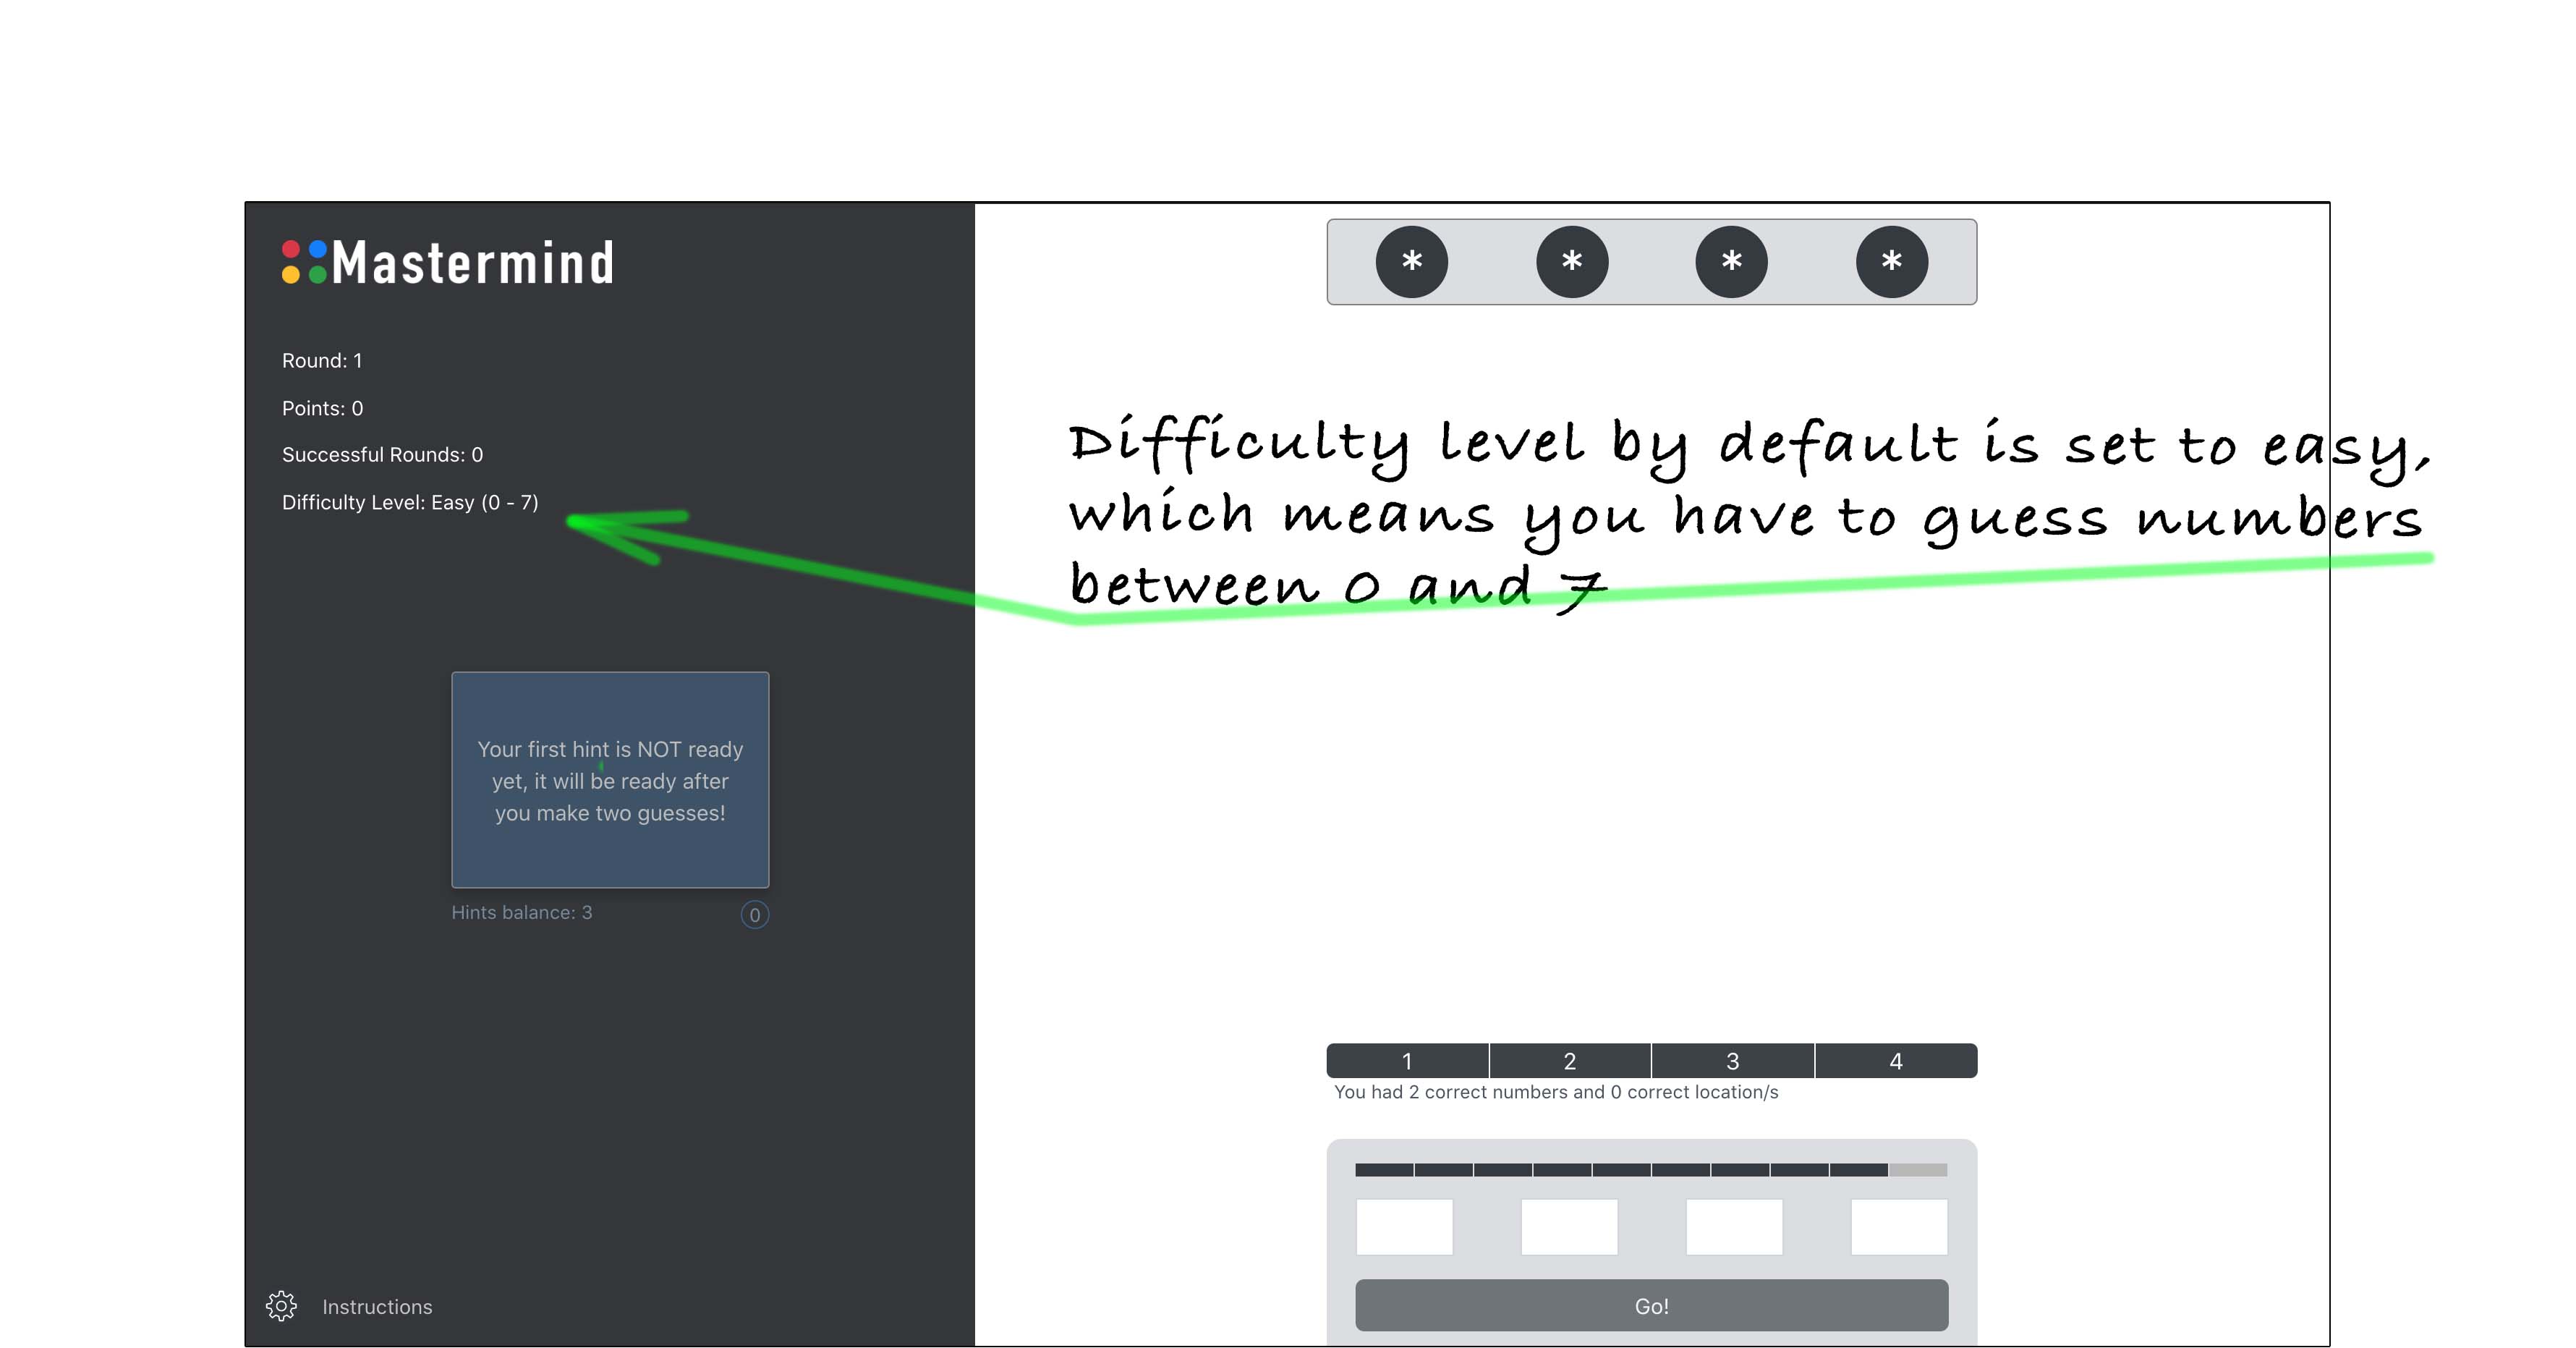 Mastermind
Round: 1
Points: 0
Successful Rounds: 0
Difficulty Level: Easy (0 - 7)
Your first hint is NOT ready
yet, it will be ready after
you make two guesses!
Hints balance: 3
0
Instructions
* * * *
Difficulty level by default is set to easy,
which means you have to guess numbers
between 0 and 7
1 2 3 4
You had 2 correct numbers and 0 correct location/s
Go!